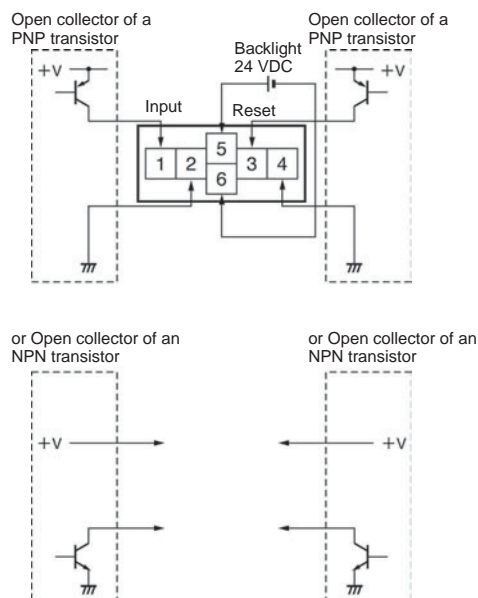 Open collector of a
PNP transistor
Open collector of a
PNP transistor
Backlight
24 VDC
+V
+V
Input
Reset
1
2
5
6
3
4
or Open collector of an
NPN transistor
or Open collector of an
NPN transistor
+V
+V